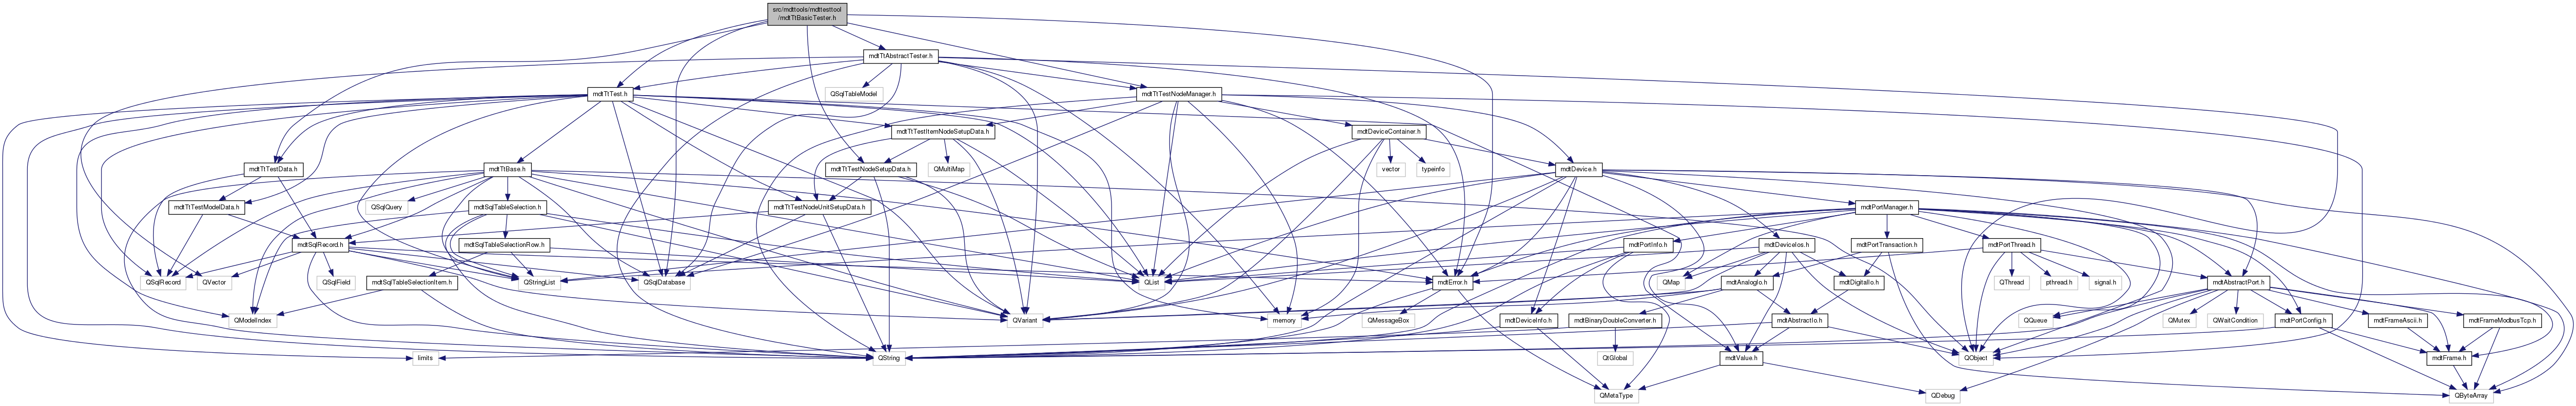 src/mdttools/mdttesttool
/mdtTtBasicTester.h
mdtTtAbstractTester.h
QSqlTableModel
mdtTtTest.h
mdtTtTestNodeManager.h
mdtTtTestItemNodeSetupData.h
mdtDeviceContainer.h
mdtTtTestData.h
mdtTtBase.h
mdtTtTestNodeSetupData.h
QMultiMap
vector
typeinfo
mdtDevice.h
mdtTtTestModelData.h
QSqlQuery
mdtSqlTableSelection.h
mdtTtTestNodeUnitSetupData.h
mdtPortManager.h
mdtSqlRecord.h
mdtSqlTableSelectionRow.h
mdtPortInfo.h
mdtDeviceIos.h
mdtPortTransaction.h
mdtPortThread.h
QSqlRecord
QVector
QSqlField
mdtSqlTableSelectionItem.h
QStringList
QSqlDatabase
QList
mdtError.h
QMap
mdtAnalogIo.h
mdtDigitalIo.h
QThread
pthread.h
signal.h
mdtAbstractPort.h
QModelIndex
QVariant
memory
QMessageBox
mdtDeviceInfo.h
mdtBinaryDoubleConverter.h
mdtAbstractIo.h
QQueue
QMutex
QWaitCondition
mdtPortConfig.h
mdtFrameAscii.h
mdtFrameModbusTcp.h
limits
QString
QtGlobal
mdtValue.h
QObject
mdtFrame.h
QMetaType
QDebug
QByteArray